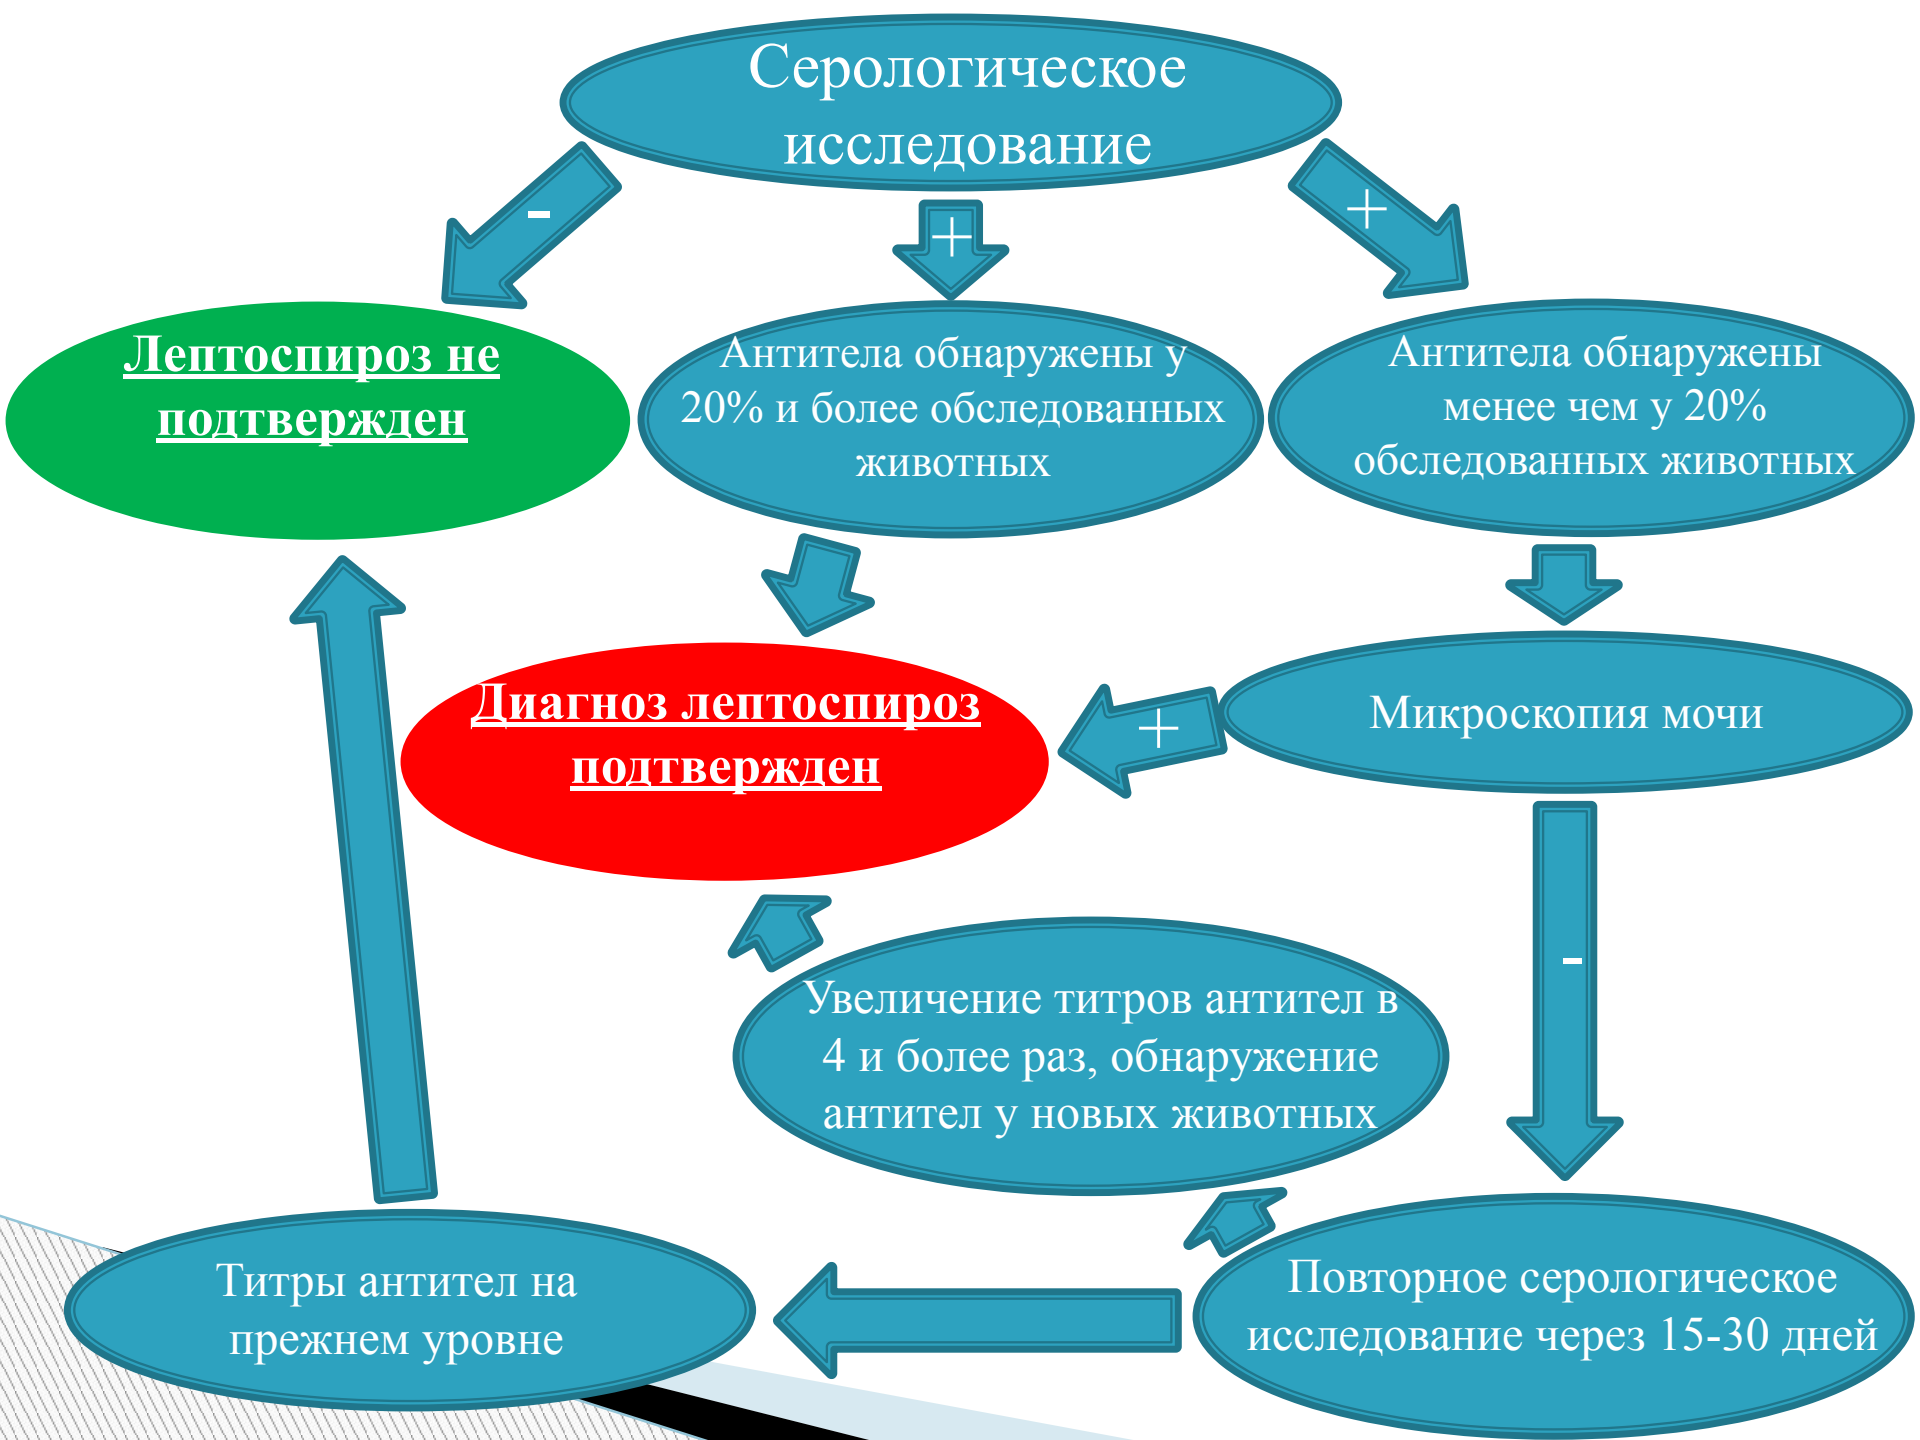 Серологическое
исследование
-
+
+
Лептоспироз не
подтвержден
Антитела обнаружены у
20% и более обследованных
животных
Антитела обнаружены
менее чем у 20%
обследованных животных
Диагноз лептоспироз
подтвержден
+
Микроскопия мочи
-
Увеличение титров антител в
4 и более раз, обнаружение
антител у новых животных
Титры антител на
прежнем уровне
Повторное серологическое
исследование через 15-30 дней